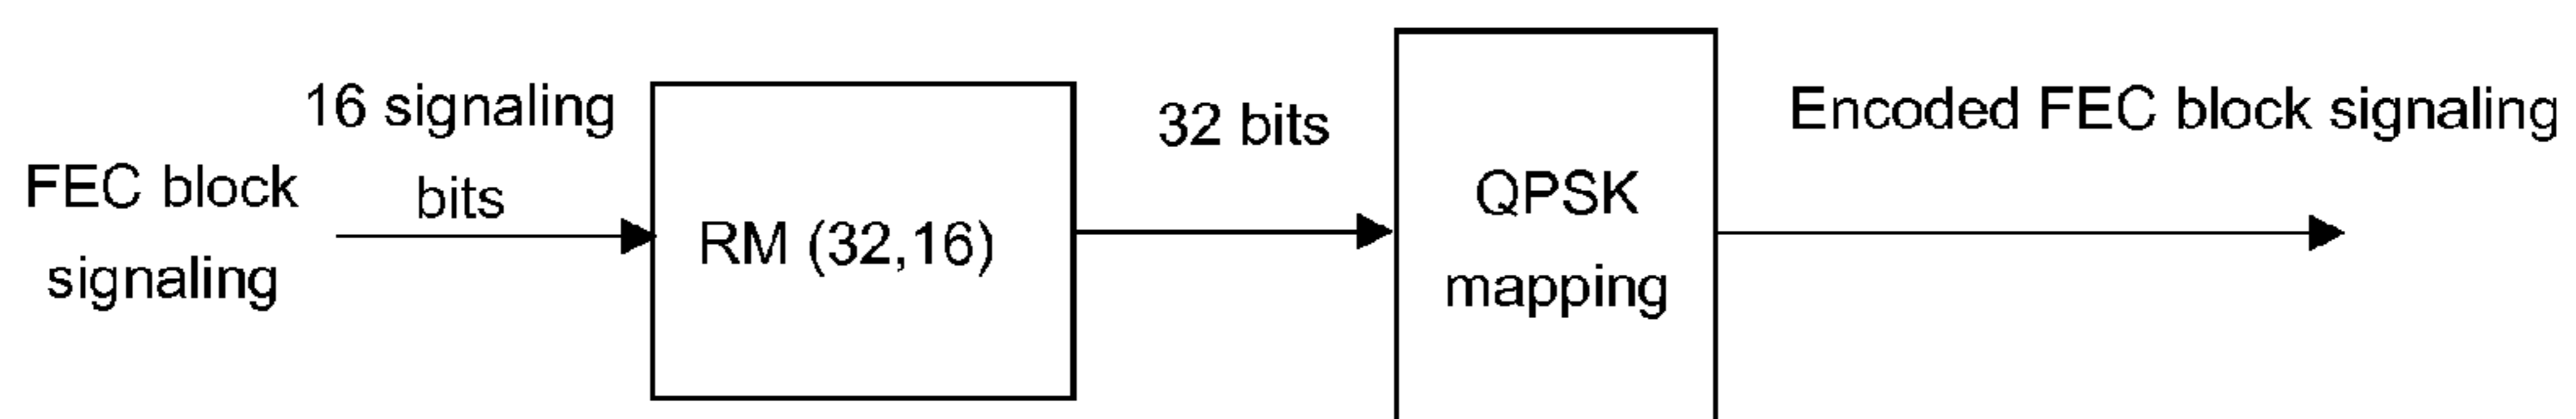 FEC block
signaling
16 signaling
bits
RM (32,16)
32 bits
QPSK
mapping
Encoded FEC block signaling